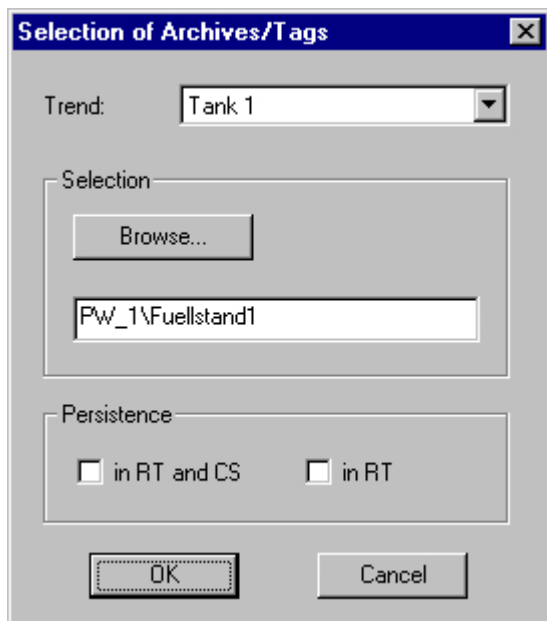 Selection of Archives/Tags
Trend: Tank 1
Selection
Browse...
PW_1\Fuellstand1
Persistence
in RT and CS in RT
OK Cancel